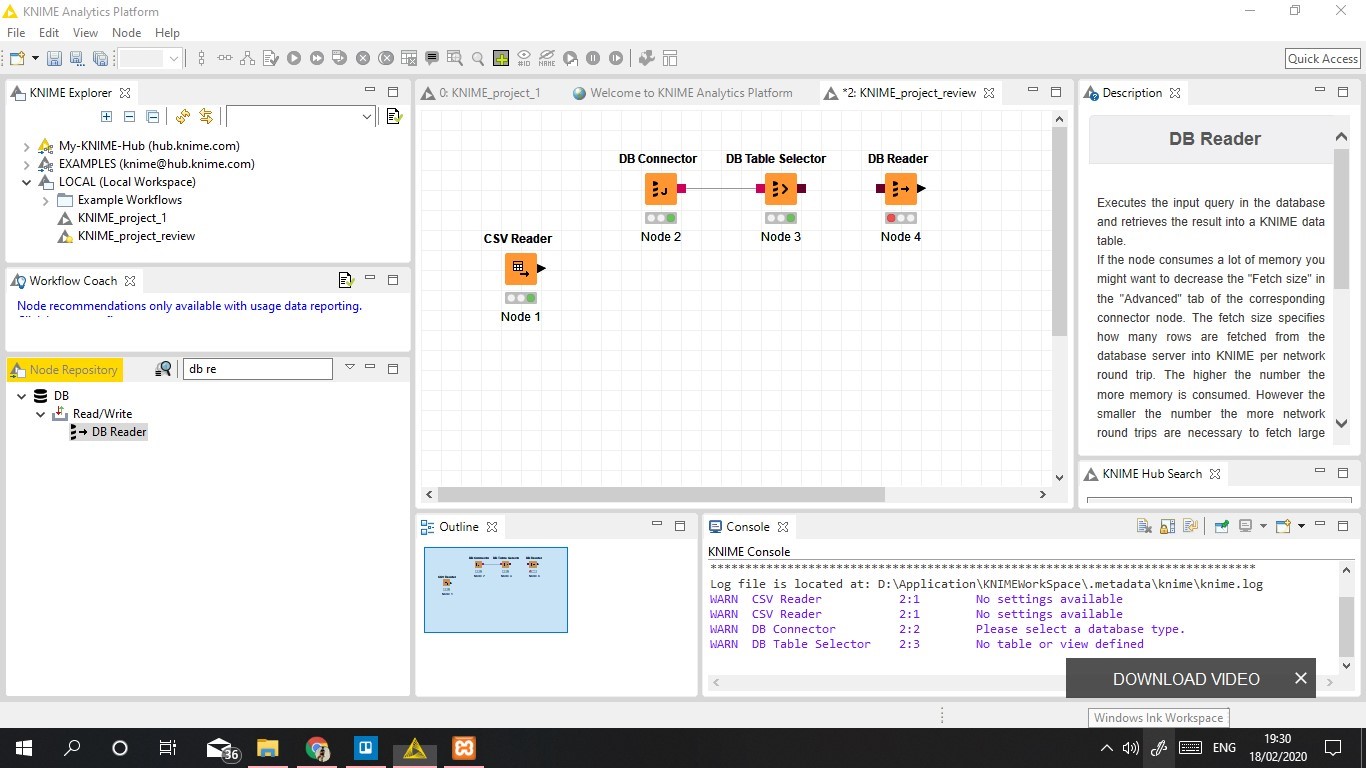 KNIME Analytics Platform
File Edit View Node Help
Quick Access
KNIME Explorer
My-KNIME-Hub (hub.knime.com)
EXAMPLES (knime@hub.knime.com)
LOCAL (Local Workspace)
Example Workflows
KNIME_project_1
KNIME_project_review
Workflow Coach
Node recommendations only available with usage data reporting.
Node Repository
db re
DB
Read/Write
DB Reader
0: KNIME_project_1
Welcome to KNIME Analytics Platform
*2: KNIME_project_review
DB Connector
DB Table Selector
DB Reader
Node 2
Node 3
Node 4
CSV Reader
Node 1
Description
DB Reader
Executes the input query in the database
and retrieves the result into a KNIME data
table.
If the node consumes a lot of memory you
might want to decrease the "Fetch size" in
the "Advanced" tab of the corresponding
connector node. The fetch size specifies
how many rows are fetched from the
database server into KNIME per network
round trip. The higher the number the
more memory is consumed. However the
smaller the number the more network
round trips are necessary to fetch large
KNIME Hub Search
Outline
Console
KNIME Console
******************************************************************************
Log file is located at: D:\Application\KNIMEWorkSpace\.metadata\knime\knime.log
WARN CSV Reader 2:1 No settings available
WARN CSV Reader 2:1 No settings available
WARN DB Connector 2:2 Please select a database type.
WARN DB Table Selector 2:3 No table or view defined
DOWNLOAD VIDEO
Windows Ink Workspace
36
ENG
19:30
18/02/2020